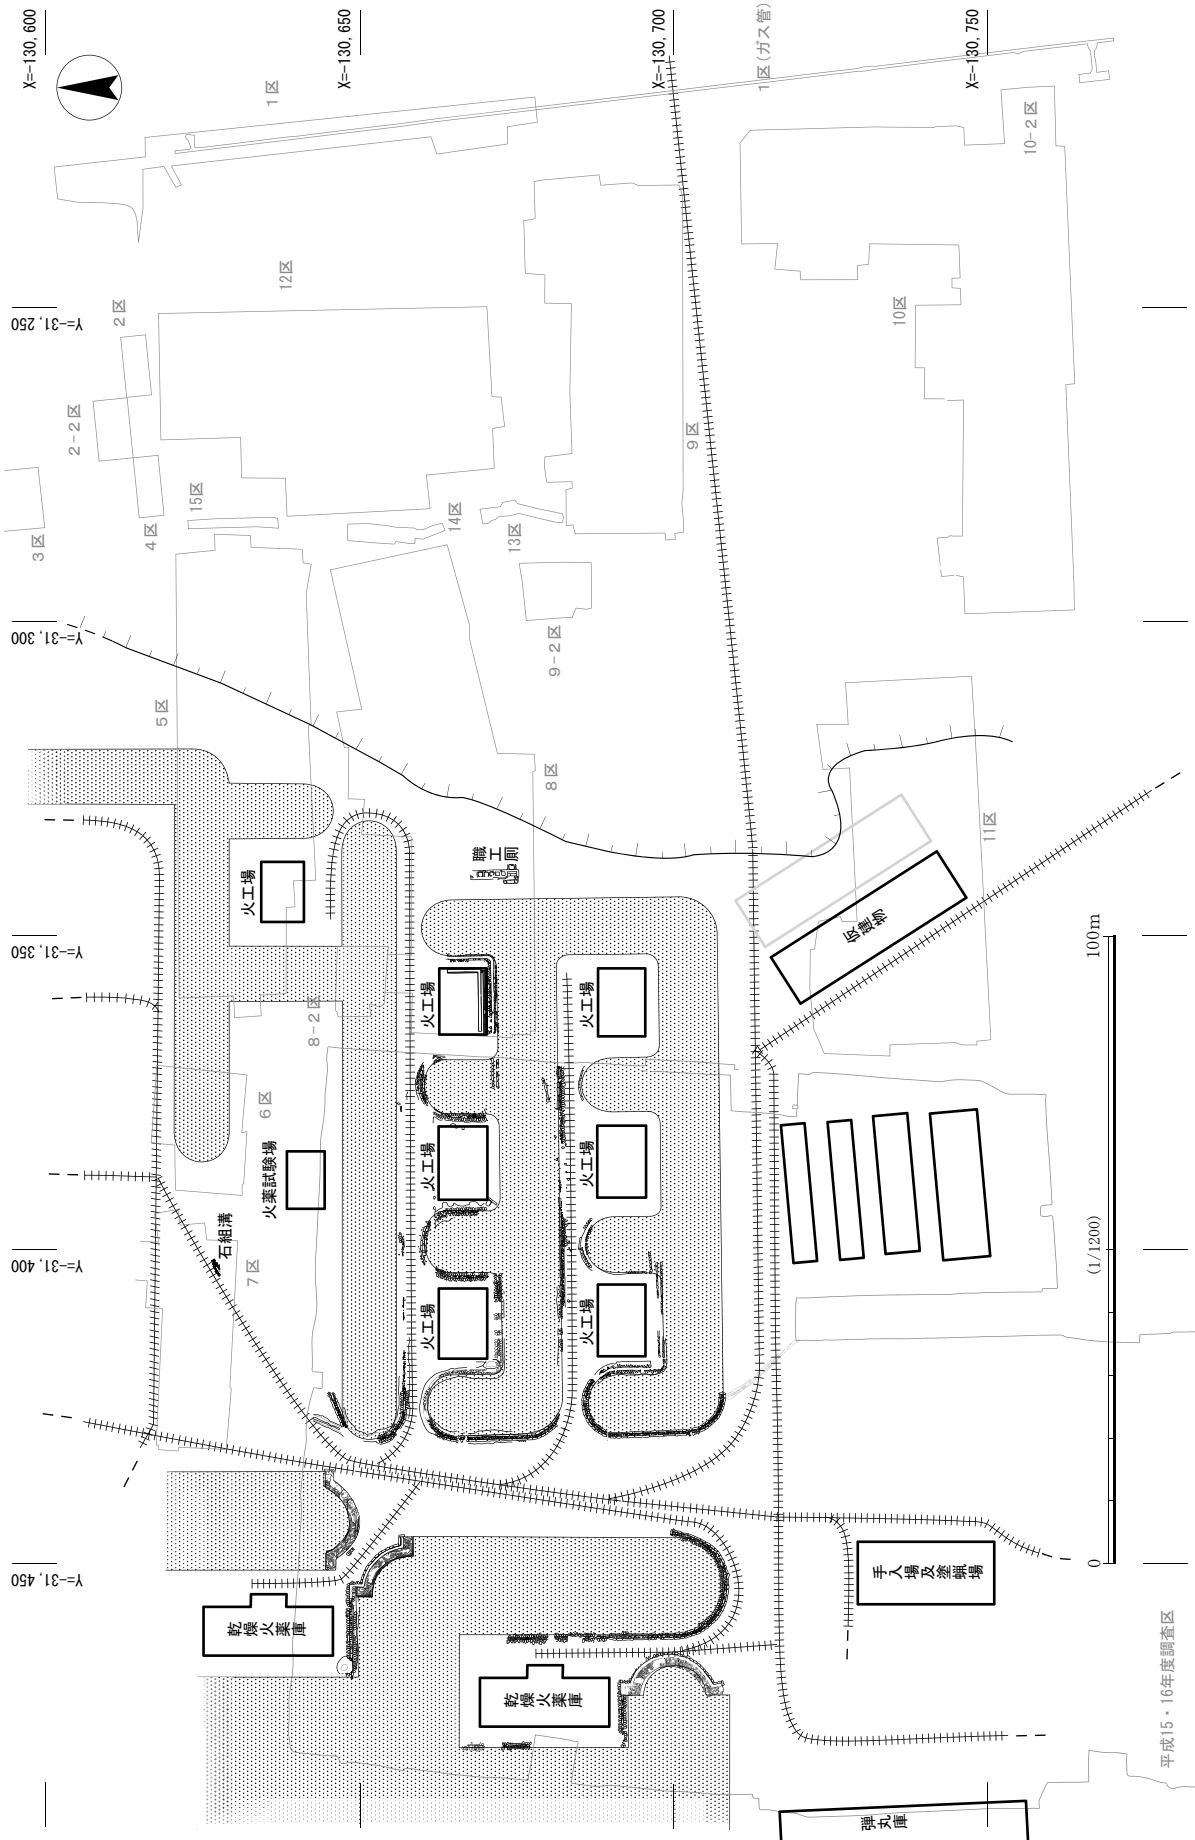 X=-130,600
X=-130,650
X=-130,700
X=-130,750
1区
1区(ガス管)
10-2区
12区
2区
Y=-31,250
10区
2-2区
9区
15区
14区
13区
4区
3区
Y=-31,300
9-2区
5区
8区
11区
職工厠
火工場
仮建物
Y=-31,350
100m
火工場
火工場
8-2区
6区
火薬試験場
火工場
火工場
石組溝
7区
Y=-31,400
(1/1200)
火工場
火工場
Y=-31,450
0
手入場及塗蝋場
乾燥火薬庫
乾燥火薬庫
平成15・16年度調査区
弾丸庫